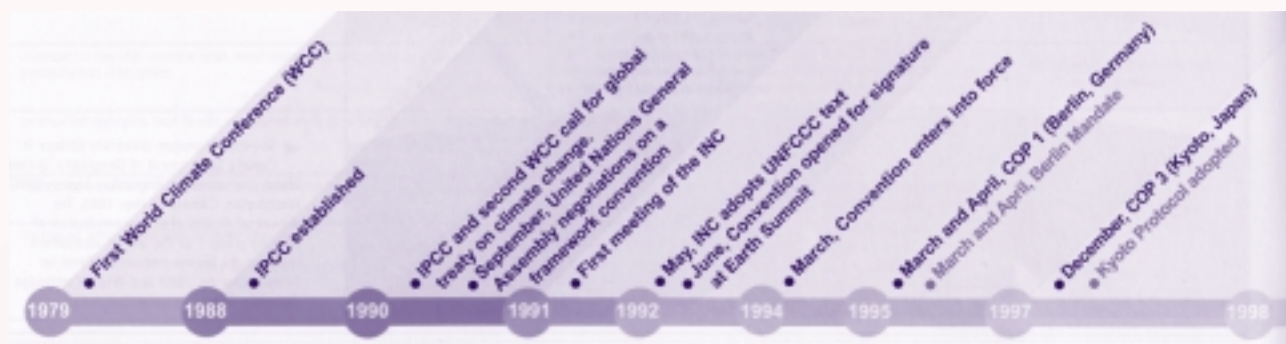 First World Climate Conference (WCC)
IPCC established
IPCC and second WCC call for global
treaty on climate change,
September, United Nations General
Assembly negotiations on a
framework convention
First meeting of the INC
May, INC adopts UNFCCC text
June, Convention opened for signature
at Earth Summit
March, Convention enters into force
March and April, COP 1 (Berlin, Germany)
March and April, Berlin Mandate
December, COP 3 (Kyoto, Japan)
Kyoto Protocol adopted
1979
1988
1990
1991
1992
1994
1995
1997
1998